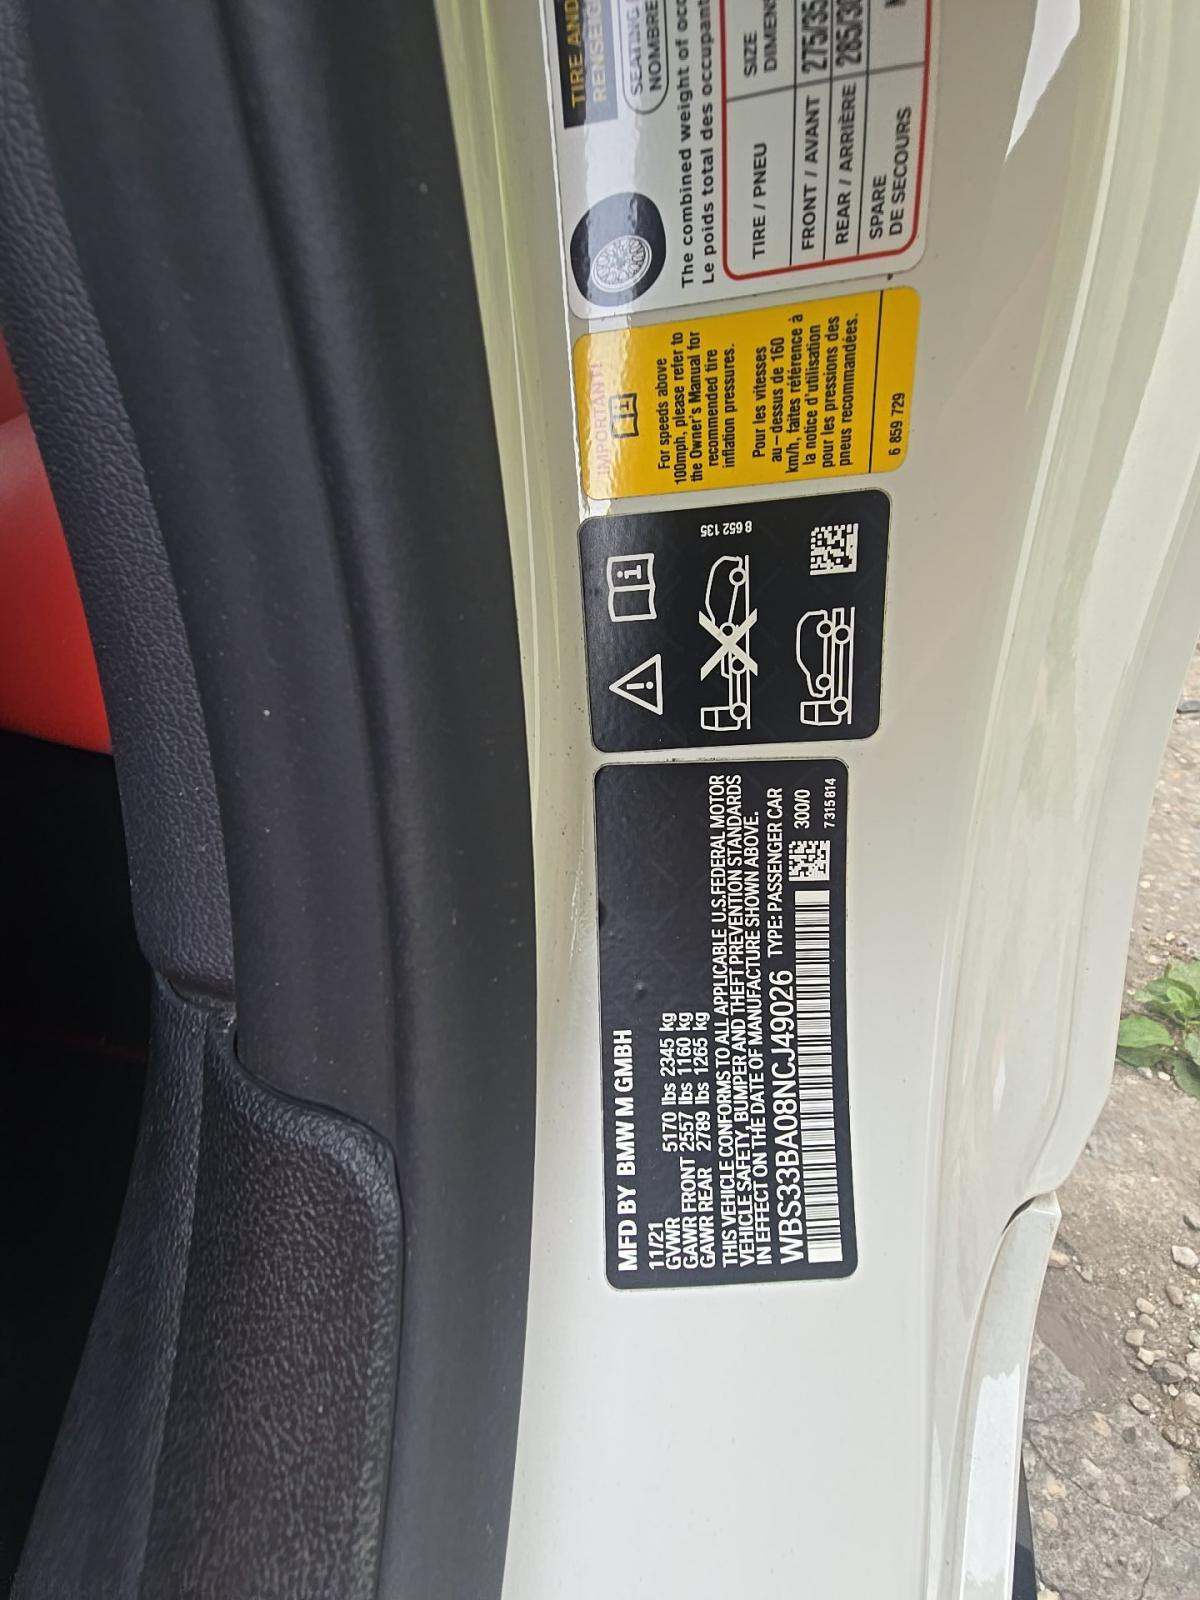 MFD BY BMW M GMBH
11/21
GVWR 5170 lbs 2345 kg
GAWR FRONT 2557 lbs 1160 kg
GAWR REAR 2789 lbs 1265 kg
THIS VEHICLE CONFORMS TO ALL APPLICABLE U.S.FEDERAL MOTOR
VEHICLE SAFETY, BUMPER AND THEFT PREVENTION STANDARDS
IN EFFECT ON THE DATE OF MANUFACTURE SHOWN ABOVE.
WBS33BA08NCJ49026 TYPE: PASSENGER CAR
300/0
7315814
8 652 135
IMPORTANT!
For speeds above
100mph, please refer to
the Owner's Manual for
recommended tire
inflation pressures.
Pour les vitesses
au-dessus de 160
km/h, faites référence à
la notice d'utilisation
pour les pressions des
pneus recommandées.
6 859 729
TIRE AND
SEATING
NOMBRE
The combined weight of
Le poids total des occupant
TIRE / PNEU SIZE
FRONT / AVANT 275/35
REAR / ARRIÈRE 285/30
SPARE
DE SECOURS